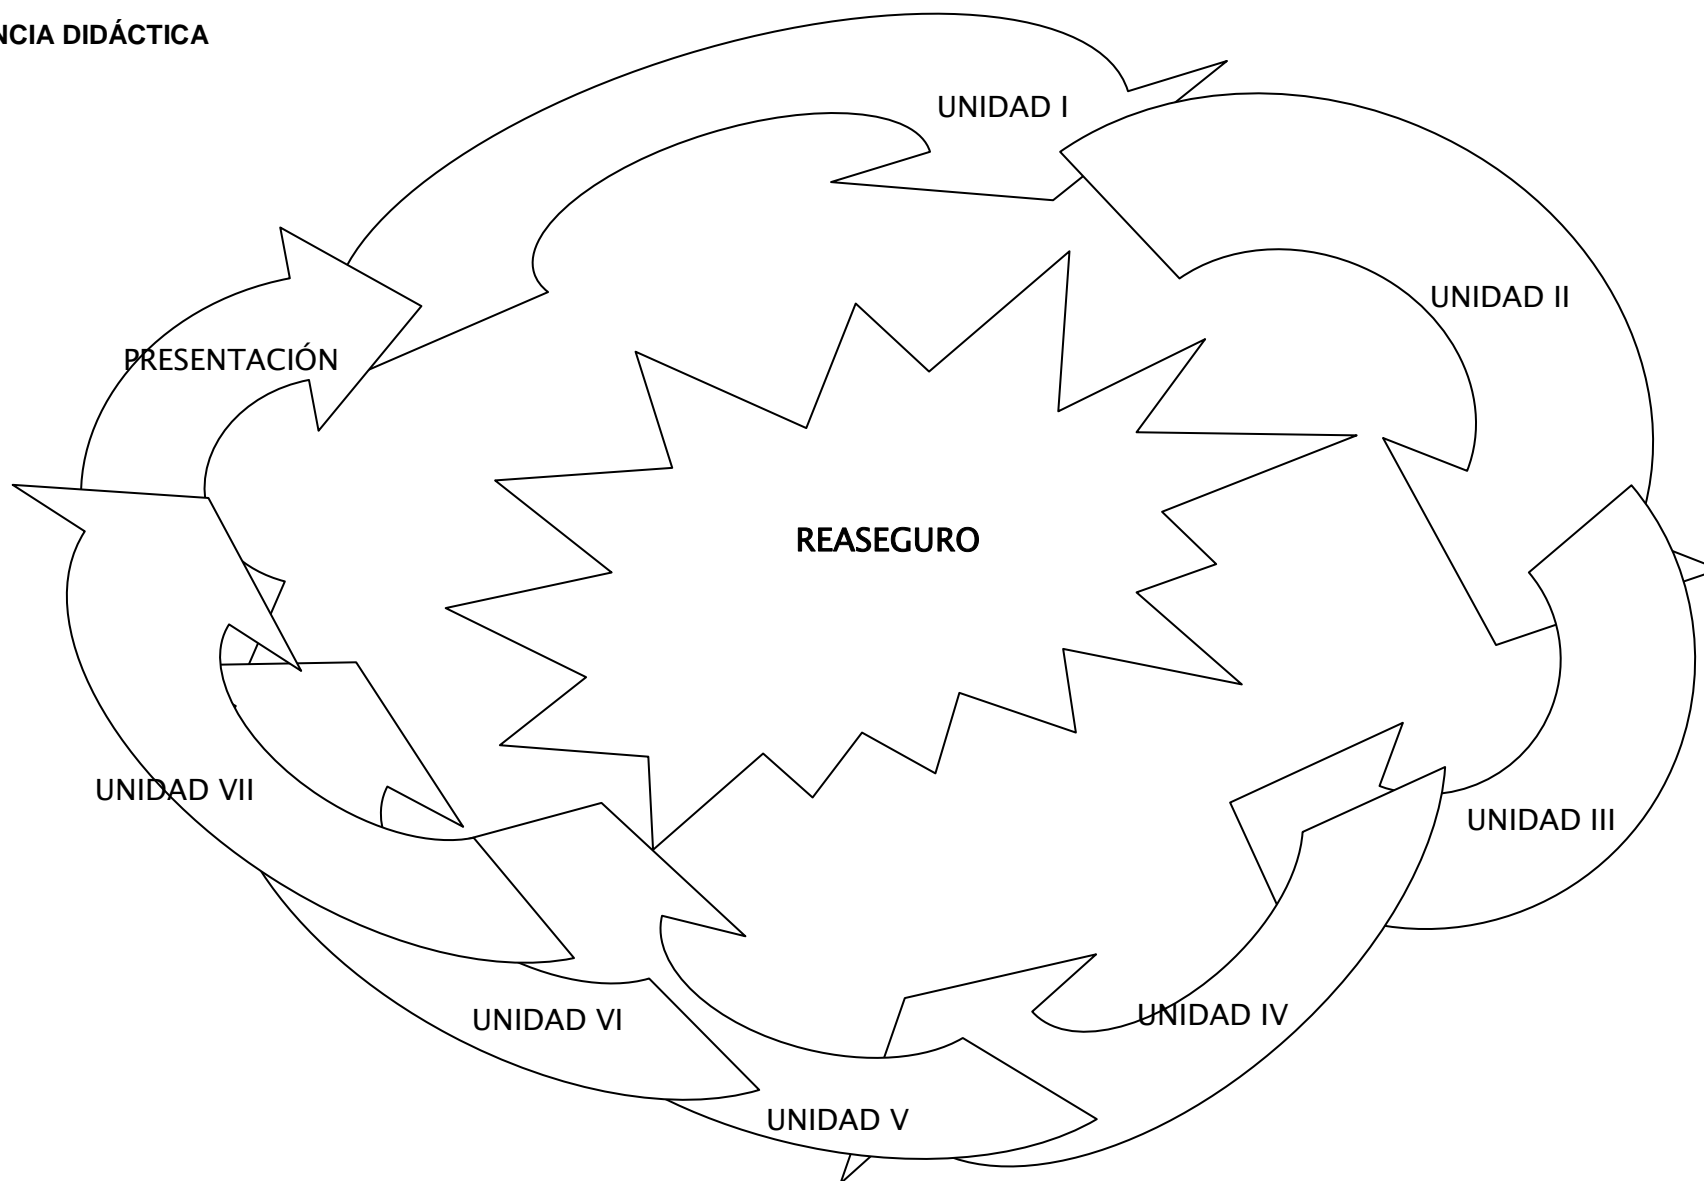 NCIA DIDÁCTICA
UNIDAD I
UNIDAD II
PRESENTACIÓN
REASEGURO
UNIDAD VII
UNIDAD III
UNIDAD VI
UNIDAD IV
UNIDAD V